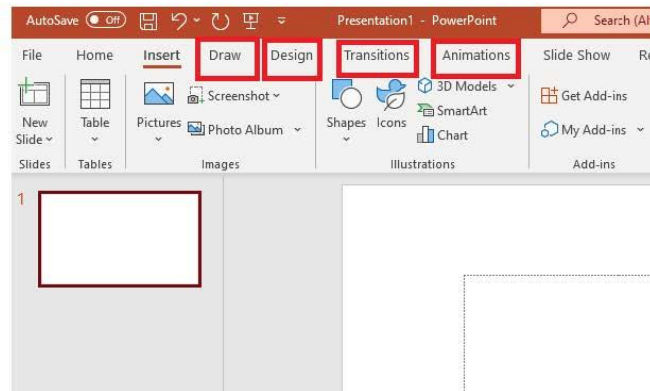 AutoSave Off Presentation1 - PowerPoint Search (Al
File Home Insert Draw Design Transitions Animations Slide Show Re
New Slide Table Pictures Screenshot Photo Album Shapes Icons 3D Models SmartArt Chart Get Add-ins My Add-ins
Slides Tables Images Illustrations Add-ins
1